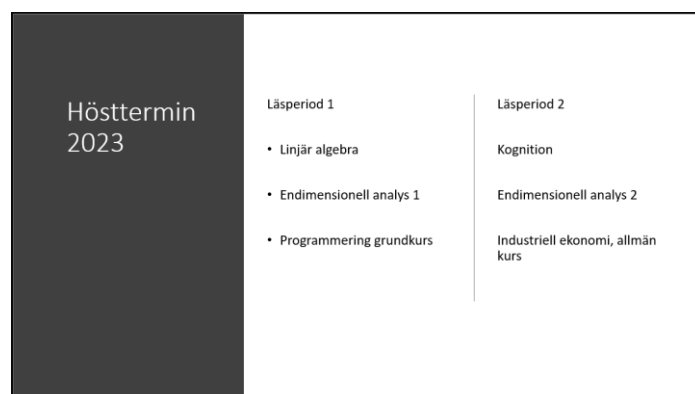 Hösttermin
2023
Läsperiod 1
• Linjär algebra
• Endimensionell analys 1
• Programmering grundkurs
Läsperiod 2
Kognition
Endimensionell analys 2
Industriell ekonomi, allmän
kurs